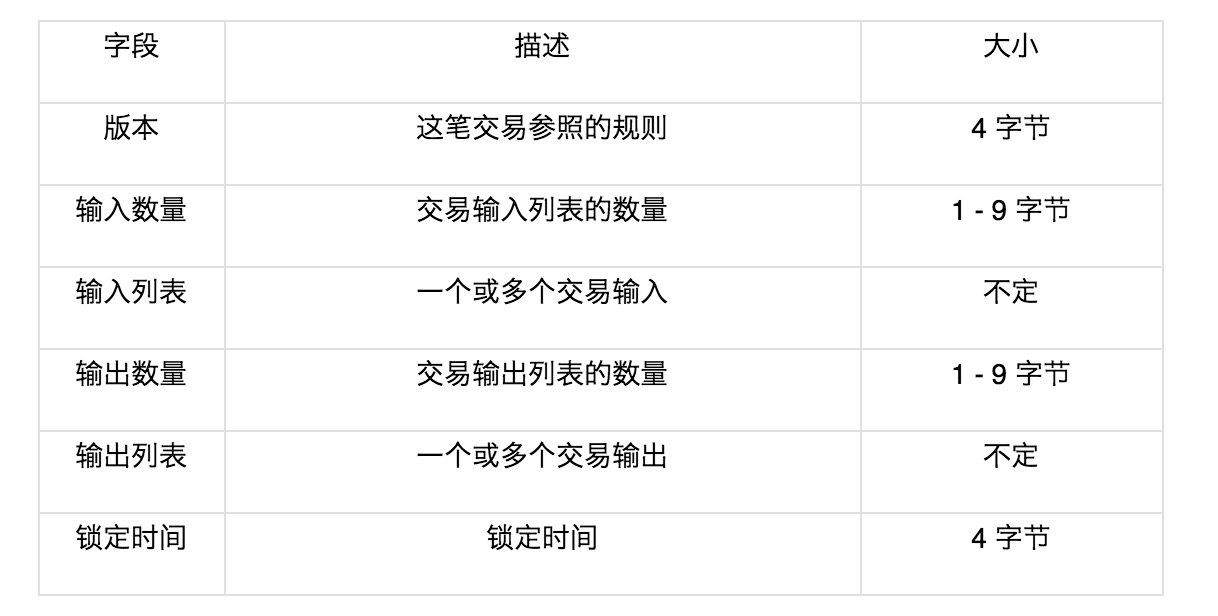 字段 描述 大小
版本 这笔交易参照的规则 4 字节
输入数量 交易输入列表的数量 1 - 9 字节
输入列表 一个或多个交易输入 不定
输出数量 交易输出列表的数量 1 - 9 字节
输出列表 一个或多个交易输出 不定
锁定时间 锁定时间 4 字节